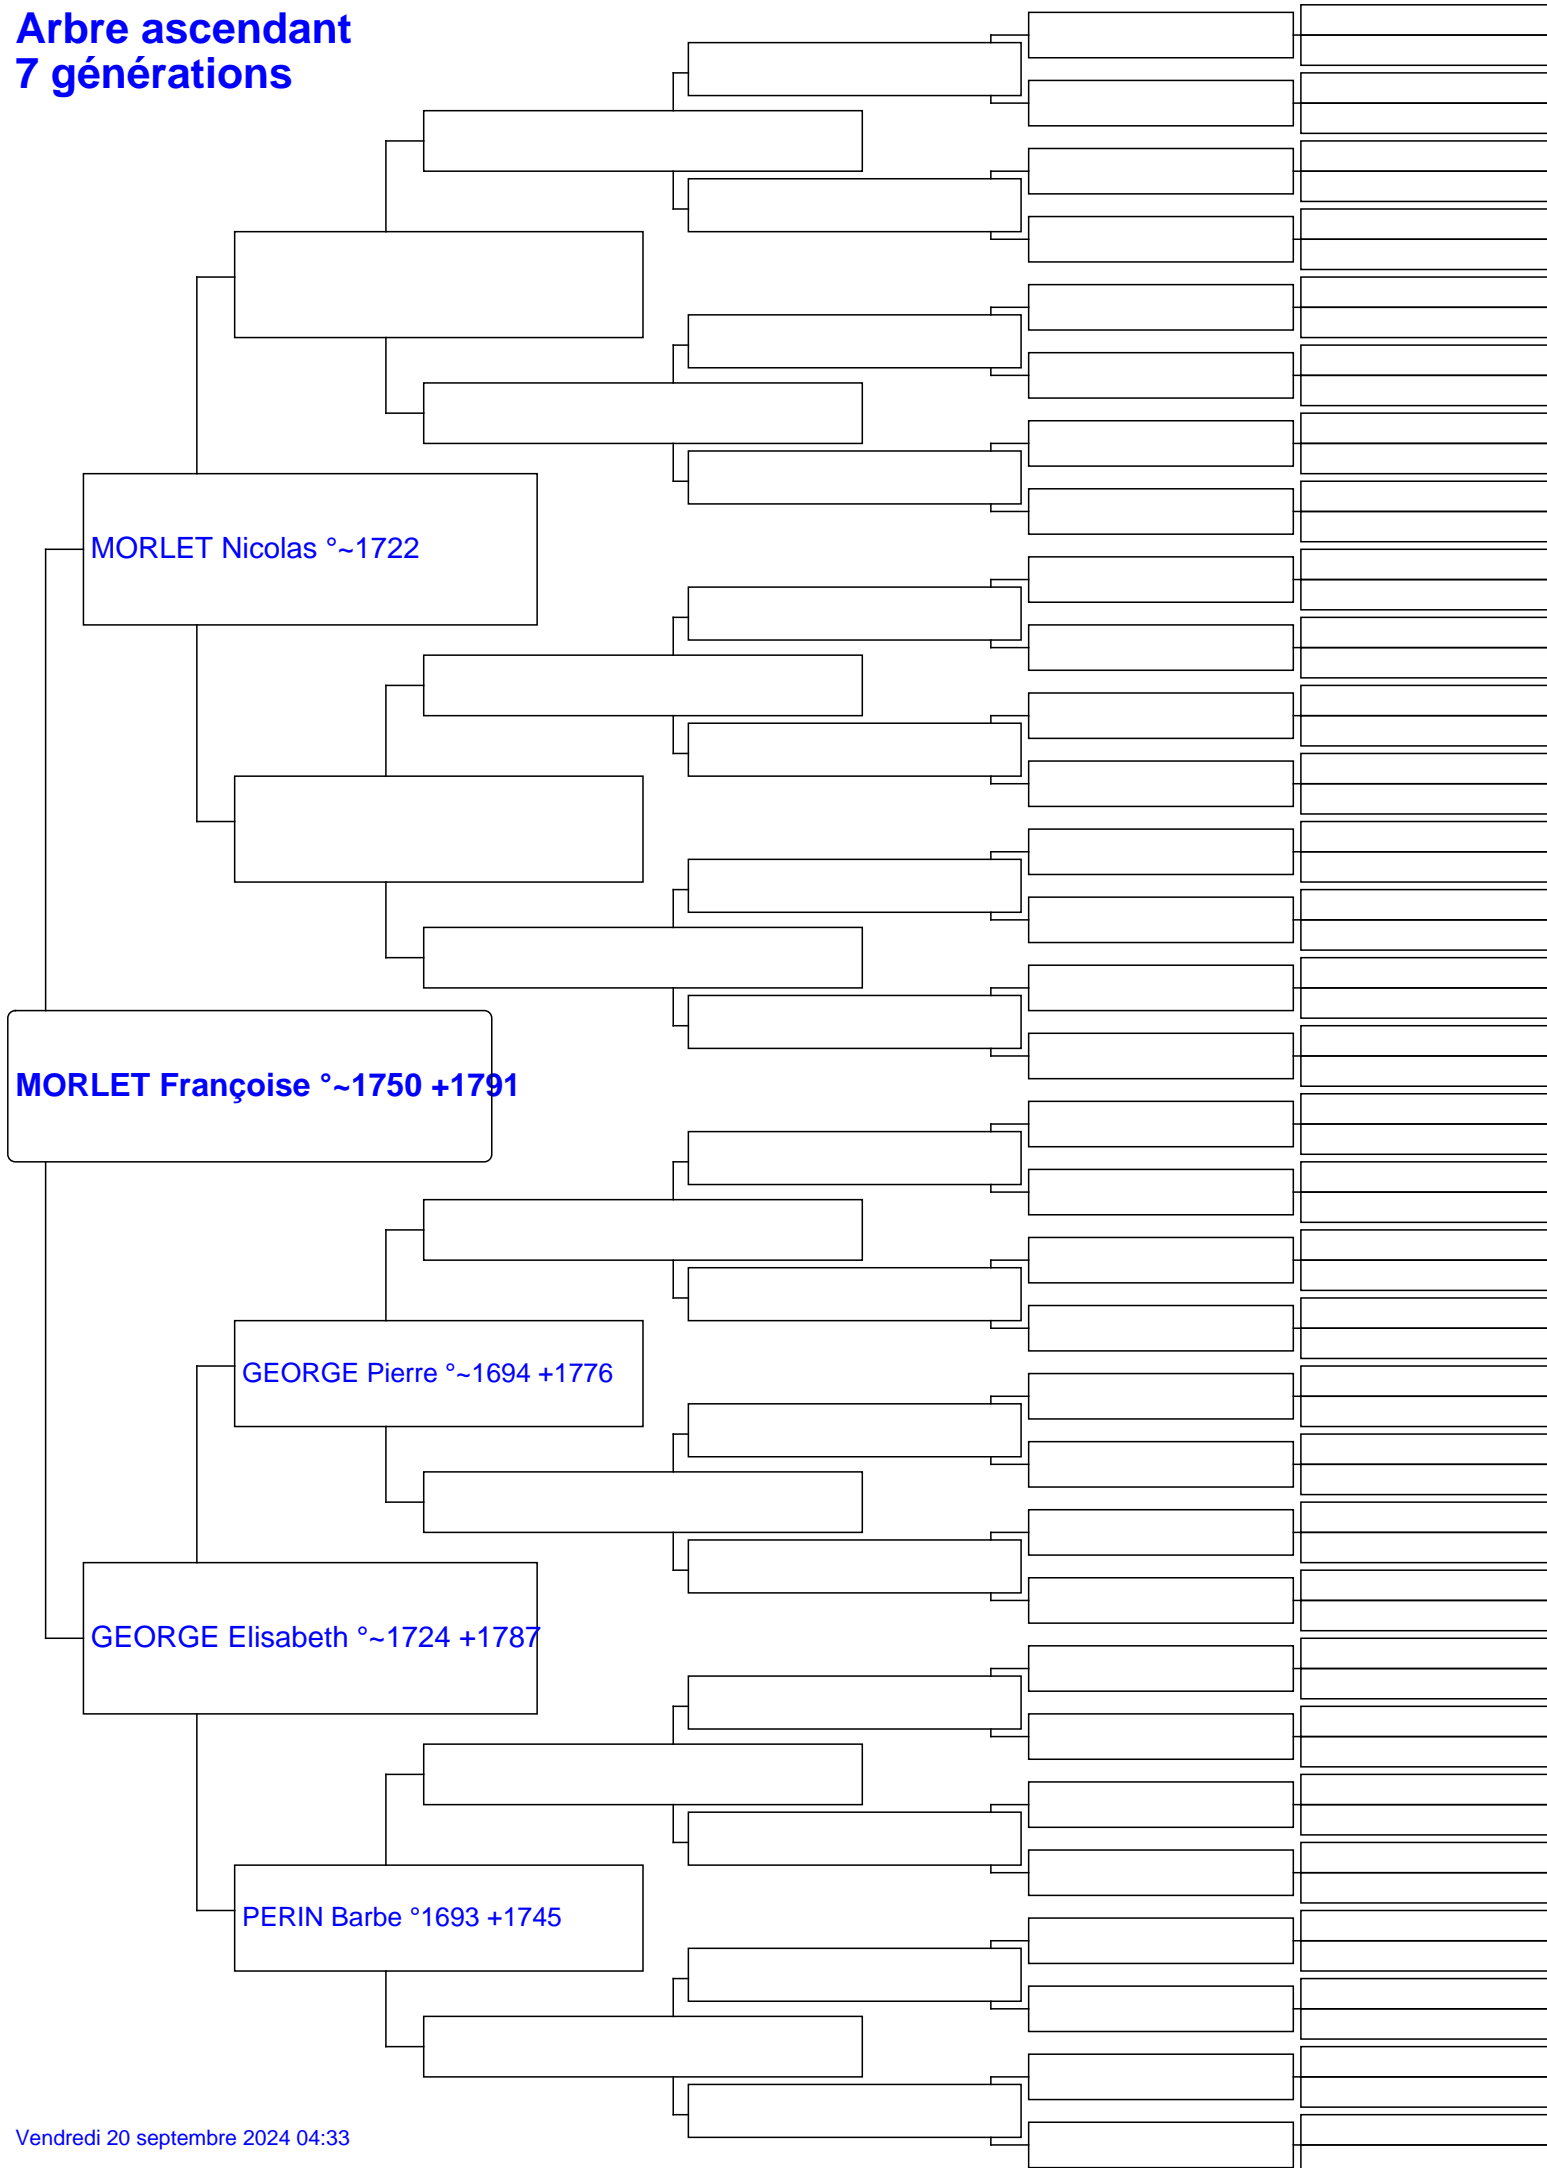 Arbre ascendant
7 générations
MORLET Nicolas °~1722
MORLET Françoise °~1750 +1791
GEORGE Pierre °~1694 +1776
GEORGE Elisabeth °~1724 +1787
PERIN Barbe °1693 +1745
Vendredi 20 septembre 2024 04:33